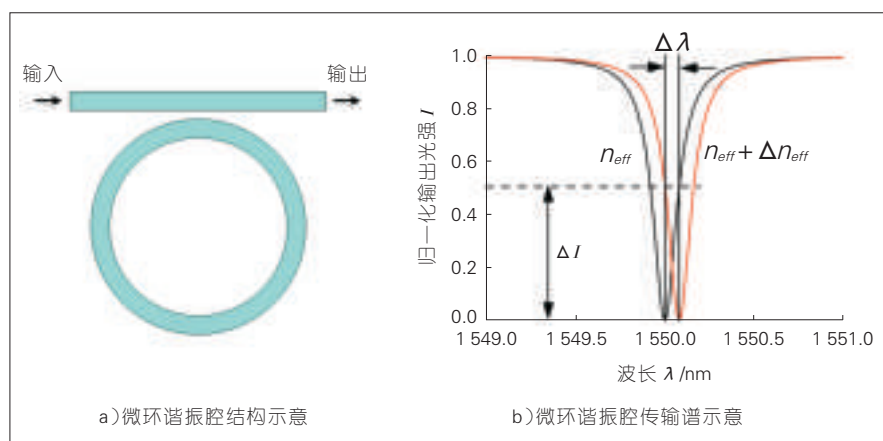 输入
输出
a)微环谐振腔结构示意
Δ λ
1.0
0.8
0.6
0.4
0.2
0.0
归一化输出光强 I
n_eff
n_eff + Δn_eff
Δ I
1 549.0 1 549.5 1 550.0 1 550.5 1 551.0
波长 λ /nm
b)微环谐振腔传输谱示意